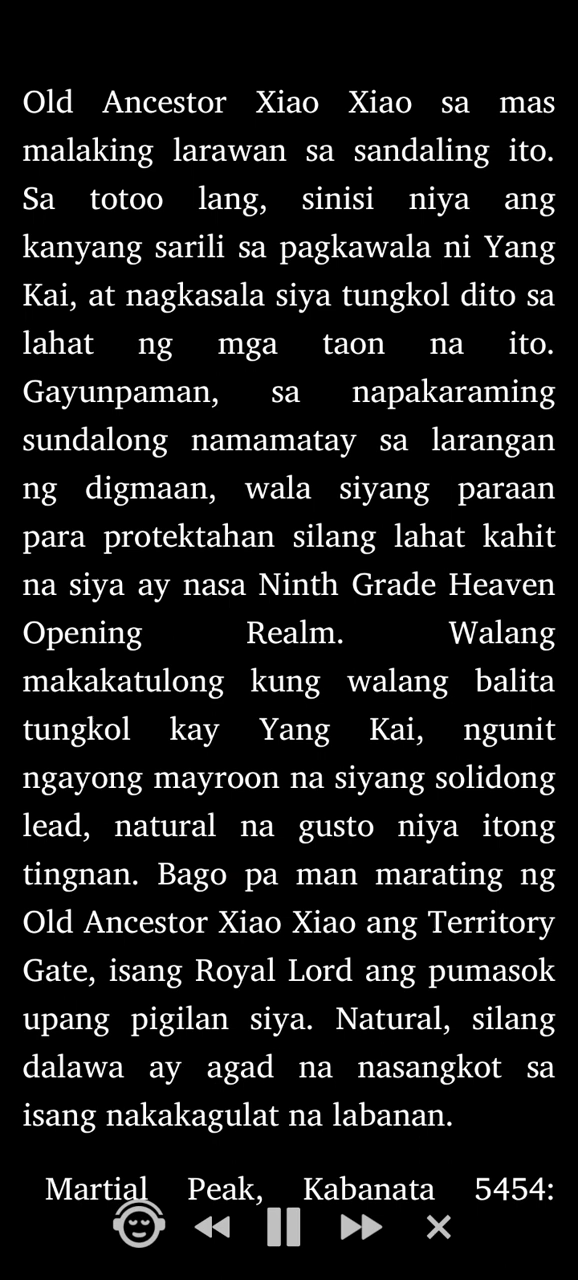 Old Ancestor Xiao Xiao sa mas
malaking larawan sa sandaling ito.
Sa totoo lang, sinisi niya ang
kanyang sarili sa pagkawala ni Yang
Kai, at nagkasala siya tungkol dito sa
lahat ng mga taon na ito.
Gayunpaman, sa napakaraming
sundalong namamatay sa larangan
ng digmaan, wala siyang paraan
para protektahan silang lahat kahit
na siya ay nasa Ninth Grade Heaven
Opening Realm. Walang
makakatulong kung walang balita
tungkol kay Yang Kai, ngunit
ngayong mayroon na siyang solidong
lead, natural na gusto niya itong
tingnan. Bago pa man marating ng
Old Ancestor Xiao Xiao ang Territory
Gate, isang Royal Lord ang pumasok
upang pigilan siya. Natural, silang
dalawa ay agad na nasangkot sa
isang nakakagulat na labanan.
Martial Peak, Kabanata 5454: